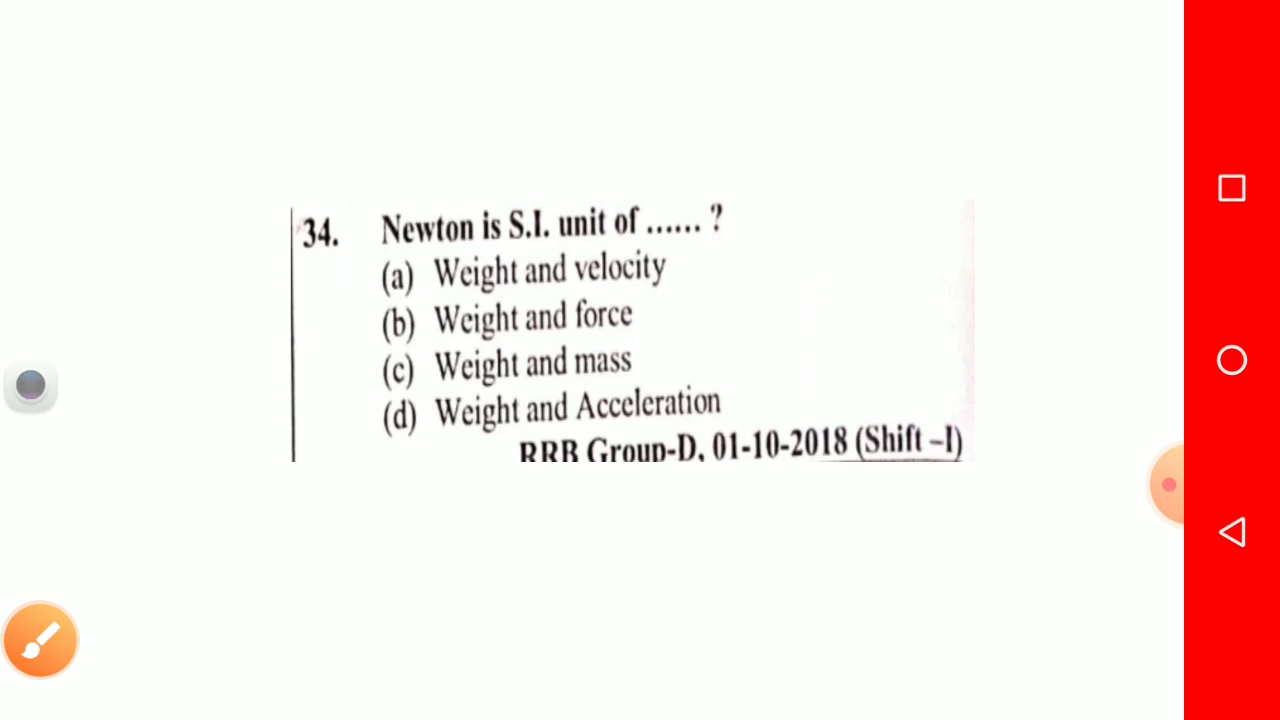 34. Newton is S.I. unit of ...... ?
(a) Weight and velocity
(b) Weight and force
(c) Weight and mass
(d) Weight and Acceleration
RRB Group-D, 01-10-2018 (Shift –I)